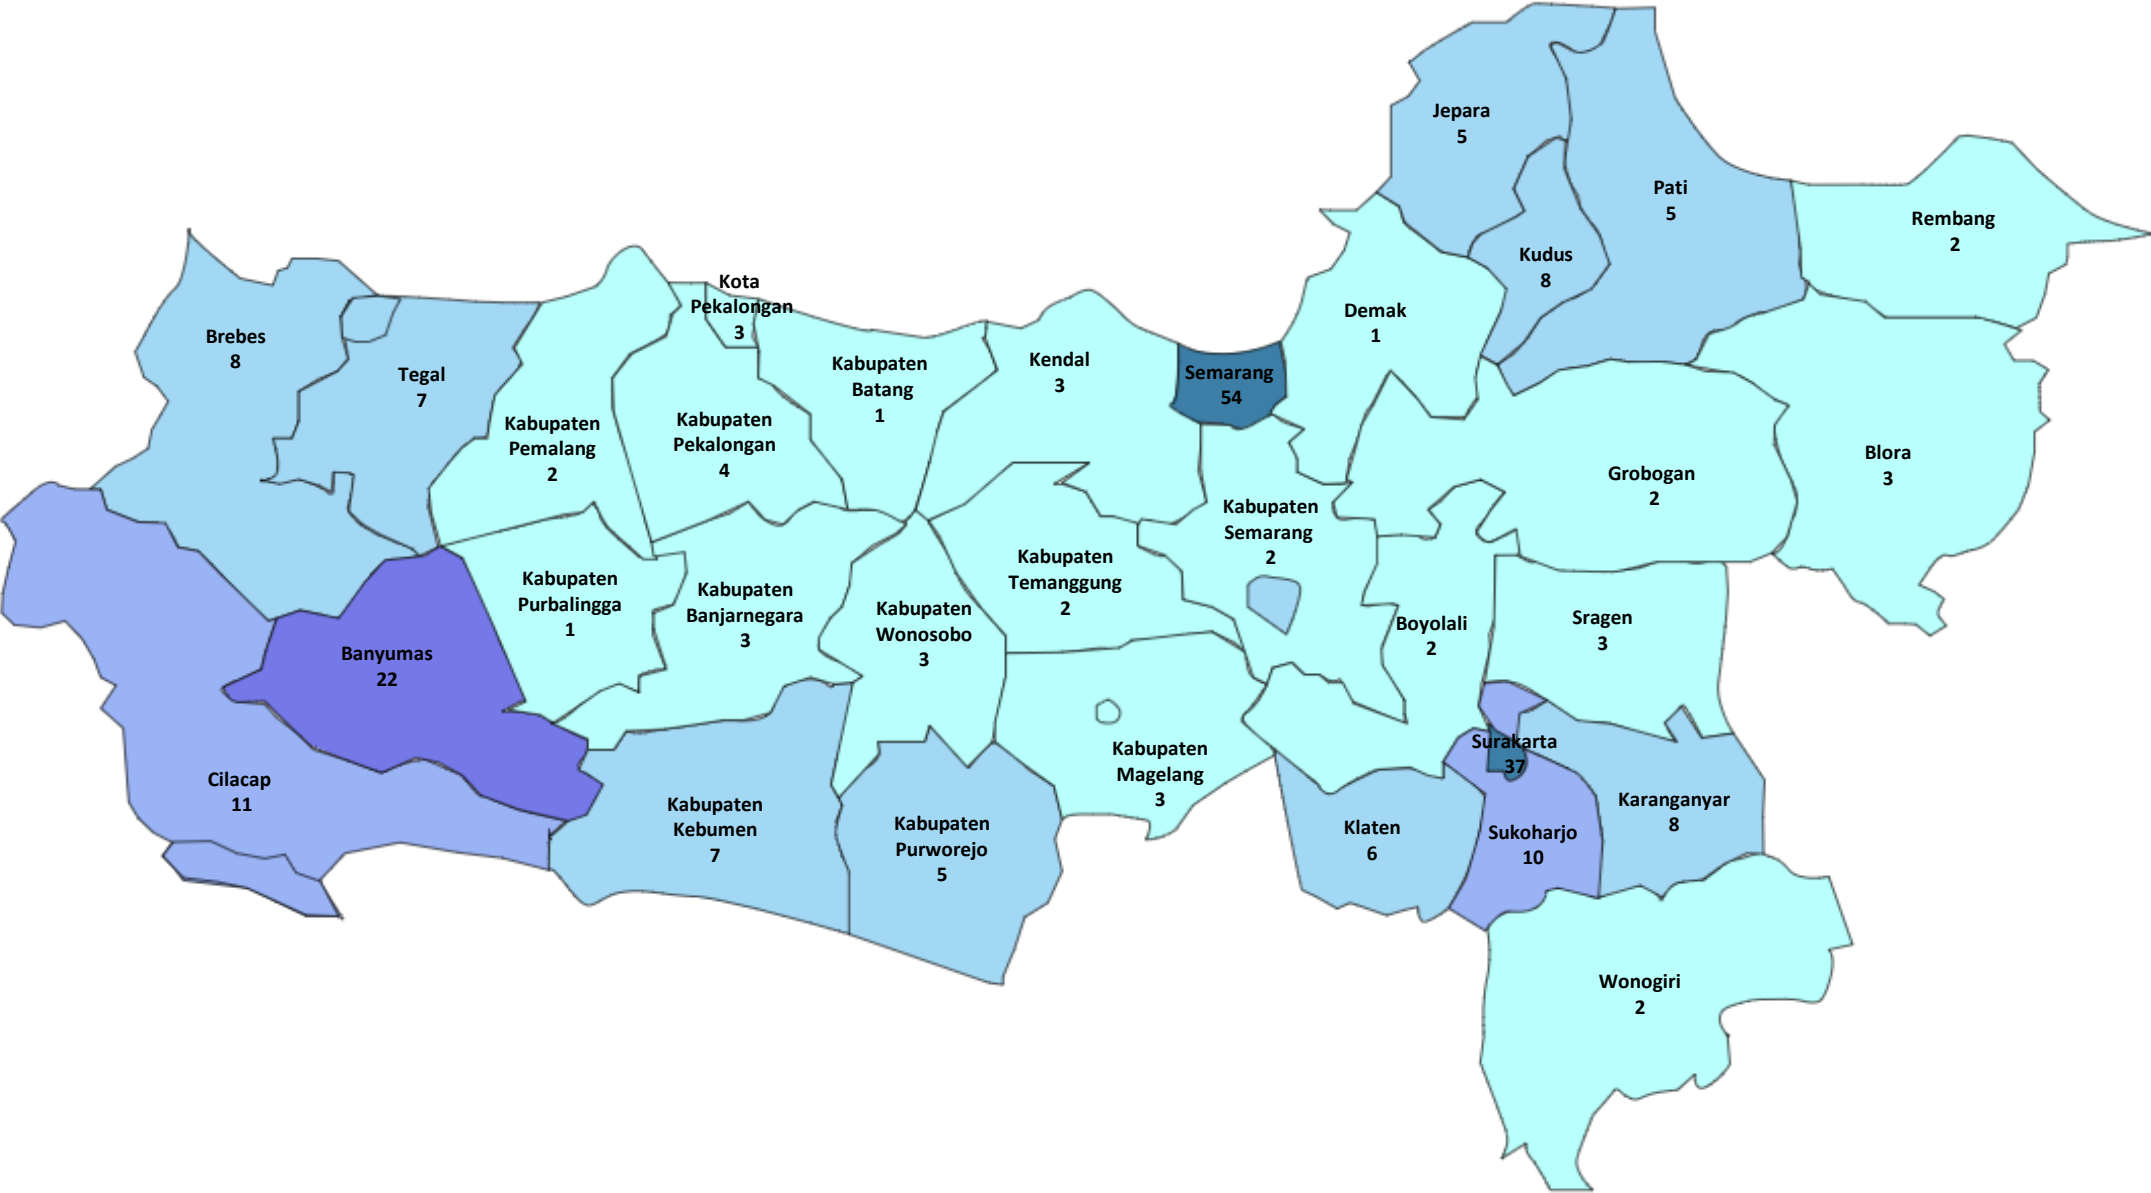 Jepara
5
Pati
5
Rembang
2
Kudus
8
Kota
Pekalongan
3
Demak
1
Brebes
8
Tegal
7
Kabupaten
Batang
1
Kendal
3
Semarang
54
Kabupaten
Pemalang
2
Kabupaten
Pekalongan
4
Grobogan
2
Blora
3
Kabupaten
Semarang
2
Kabupaten
Temanggung
2
Kabupaten
Purbalingga
1
Kabupaten
Banjarnegara
3
Kabupaten
Wonosobo
3
Boyolali
2
Sragen
3
Banyumas
22
Surakarta
37
Cilacap
11
Kabupaten
Magelang
3
Kabupaten
Kebumen
7
Kabupaten
Purworejo
5
Klaten
6
Sukoharjo
10
Karanganyar
8
Wonogiri
2